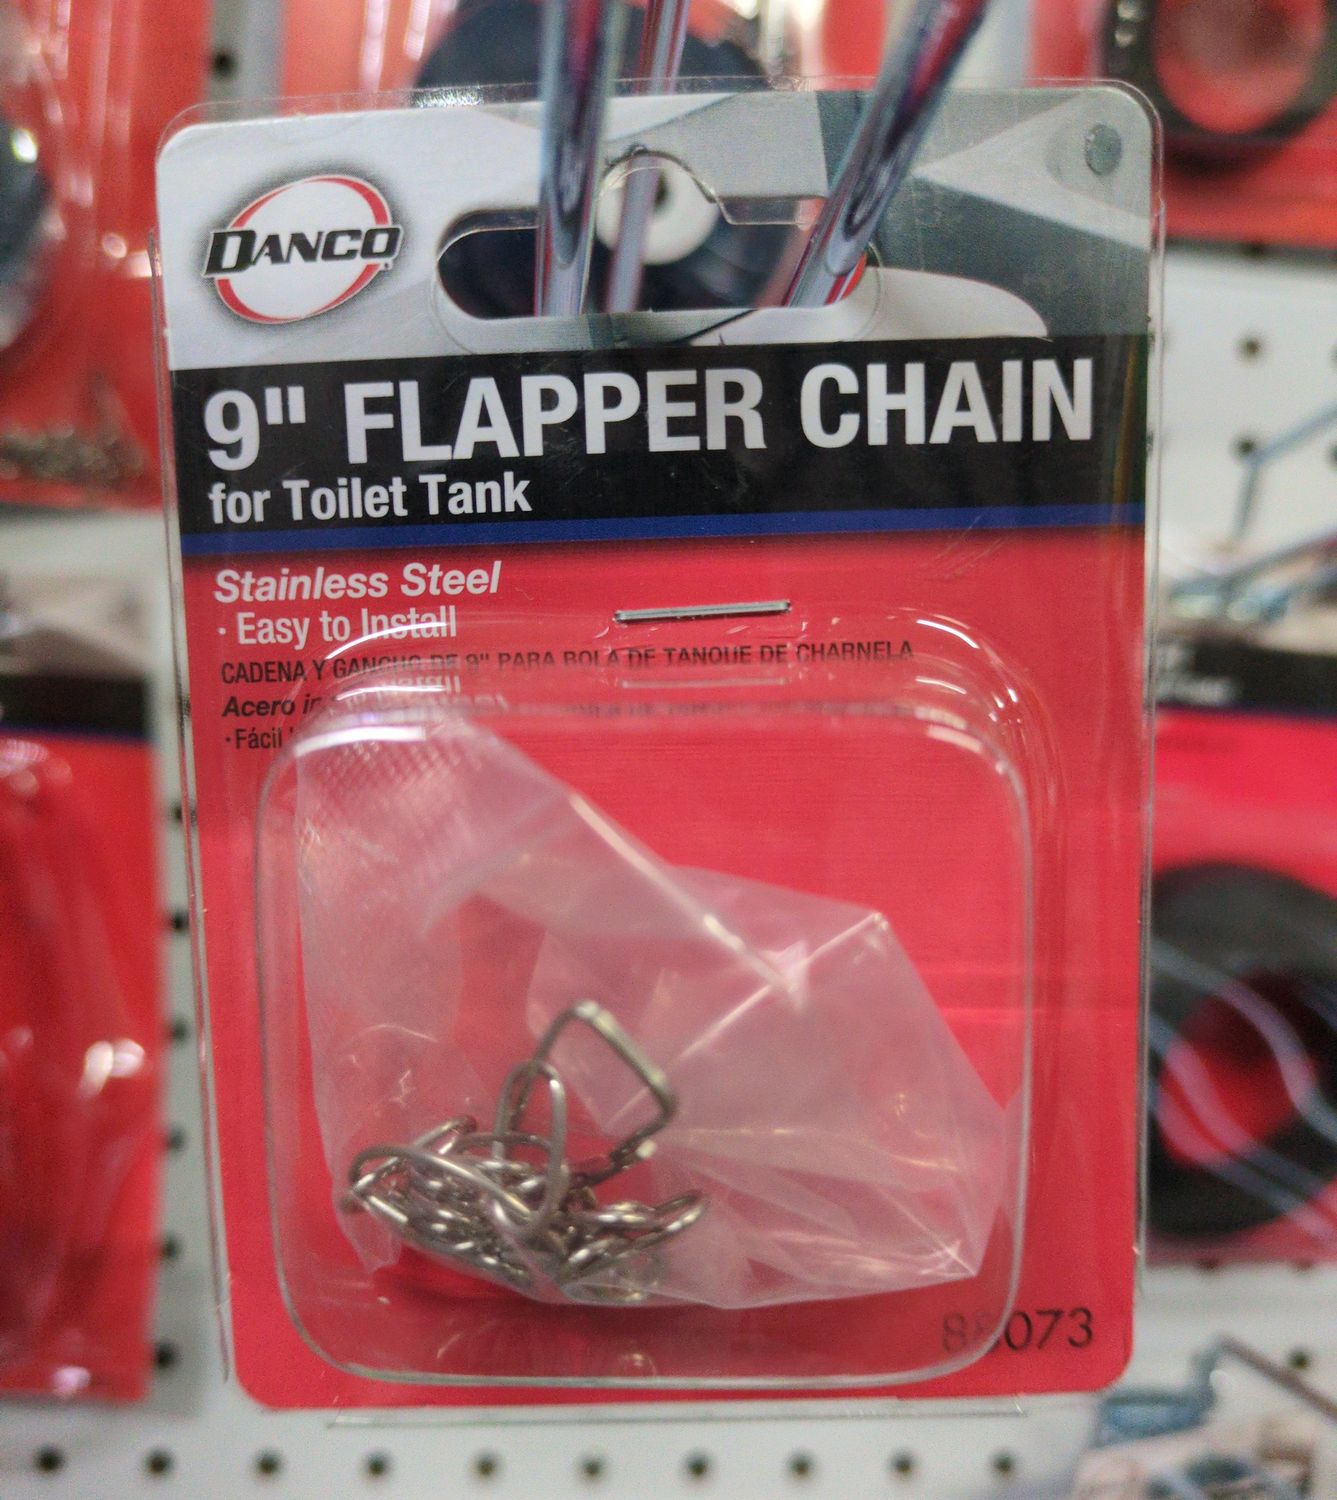 DANCO
9" FLAPPER CHAIN
for Toilet Tank
Stainless Steel
· Easy to Install
CADENA Y GANCHO DE 9" PARA BOLA DE TANQUE DE CHARNELA
Acero
· Fácil
88073